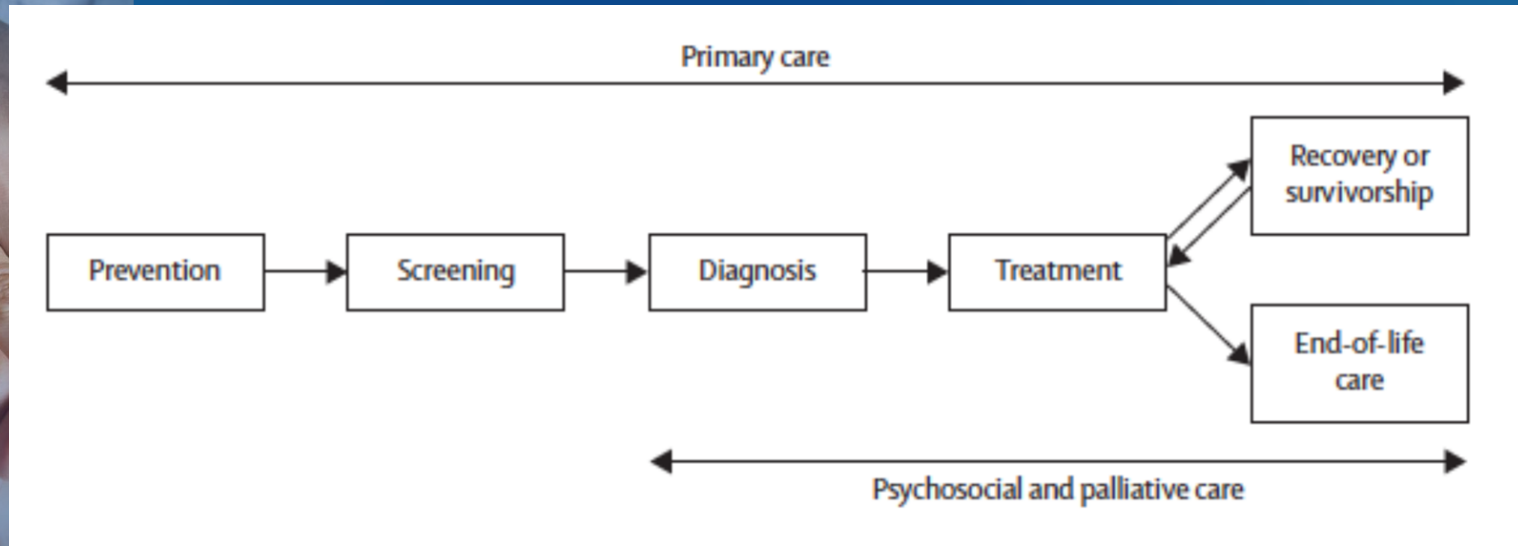 Primary care
Recovery or
survivorship
Prevention
Screening
Diagnosis
Treatment
End-of-life
care
Psychosocial and palliative care